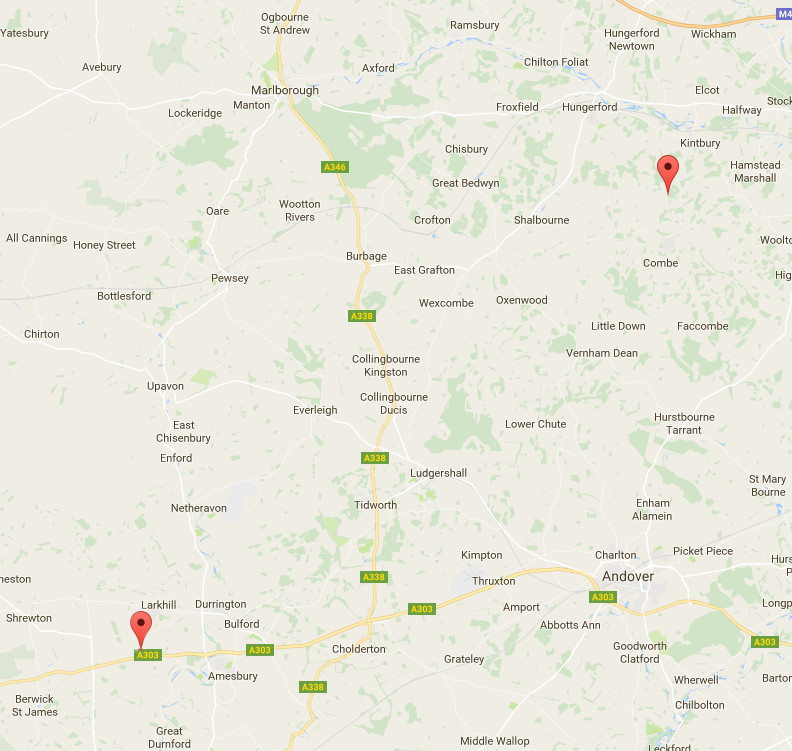 Ogbourne
St Andrew
Ramsbury
M4
Yatesbury
Hungerford
Newtown
Wickham
Avebury
Axford
Chilton Foliat
Marlborough
Elcot
Manton
Froxfield
Hungerford
Halfway
Stock
Lockeridge
Kintbury
Chisbury
A346
Hamstead
Marshall
Great Bedwyn
Wootton
Rivers
Oare
Crofton
Shalbourne
All Cannings
Honey Street
Woolto
Burbage
Combe
East Grafton
Hig
Pewsey
Bottlesford
Wexcombe
Oxenwood
A338
Little Down
Faccombe
Chirton
Vernham Dean
Collingbourne
Kingston
Upavon
Collingbourne
Ducis
Everleigh
Hurstbourne
Tarrant
East
Chisenbury
Lower Chute
Enford
A338
Ludgershall
St Mary
Bourne
Netheravon
Tidworth
Enham
Alamein
Kimpton
Charlton
Picket Piece
Hurs
P
neston
A338
Thruxton
Andover
A303
Larkhill
Durrington
A303
Amport
Longp
Shrewton
Bulford
Abbotts Ann
A303
A303
A303
Cholderton
Goodworth
Clatford
Grateley
Amesbury
A338
Wherwell
Barton
Berwick
St James
Chilbolton
Great
Durnford
Middle Wallop
Leckford